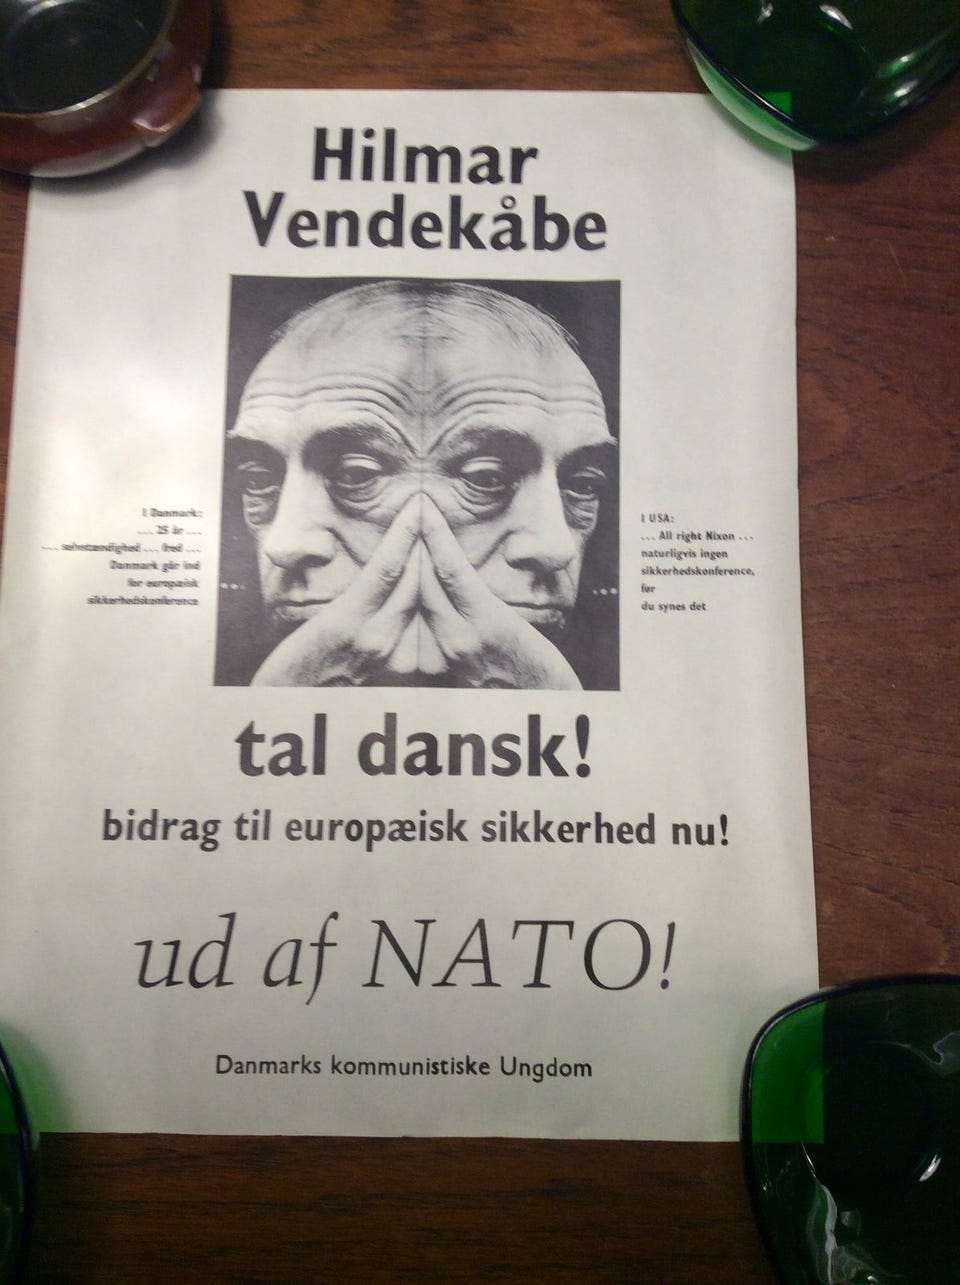 Hilmar
Vendekåbe
I Danmark:
... 25 år ...
... selvstændighed ... fred ...
Danmark går ind
for europæisk
sikkerhedskonference
I USA:
... All right Nixon ...
naturligvis ingen
sikkerhedskonference,
før
du synes det
tal dansk!
bidrag til europæisk sikkerhed nu!
ud af NATO!
Danmarks kommunistiske Ungdom